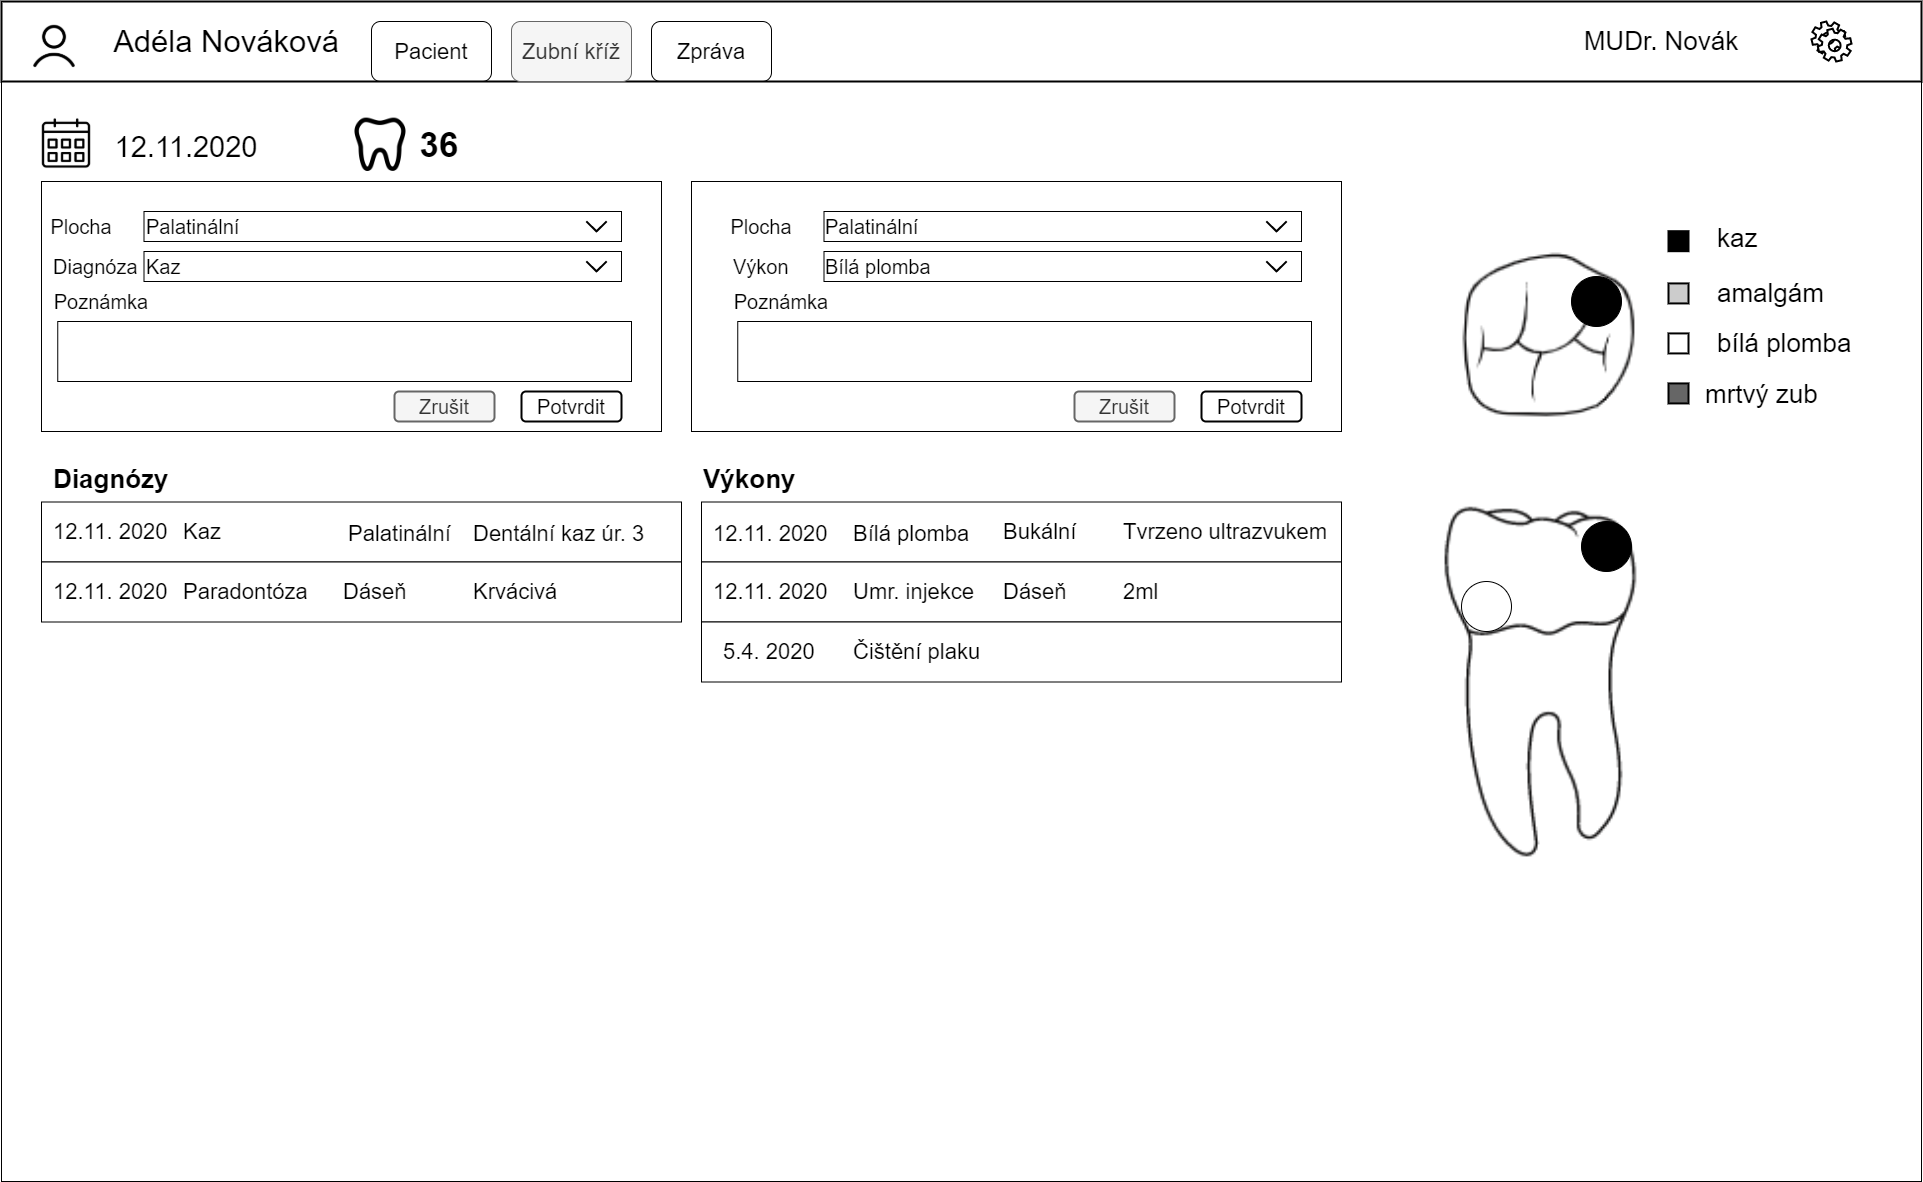 Adéla Nováková
Pacient
Zubní kříž
Zpráva
MUDr. Novák
12.11.2020
36
Plocha Palatinální
Diagnóza Kaz
Poznámka
Zrušit Potvrdit
Plocha Palatinální
Výkon Bílá plomba
Poznámka
Zrušit Potvrdit
kaz
amalgám
bílá plomba
mrtvý zub
Diagnózy
12.11. 2020 Kaz Palatinální Dentální kaz úr. 3
12.11. 2020 Paradontóza Dáseň Krvácivá
Výkony
12.11. 2020 Bílá plomba Bukální Tvrzeno ultrazvukem
12.11. 2020 Umr. injekce Dáseň 2ml
5.4. 2020 Čištění plaku